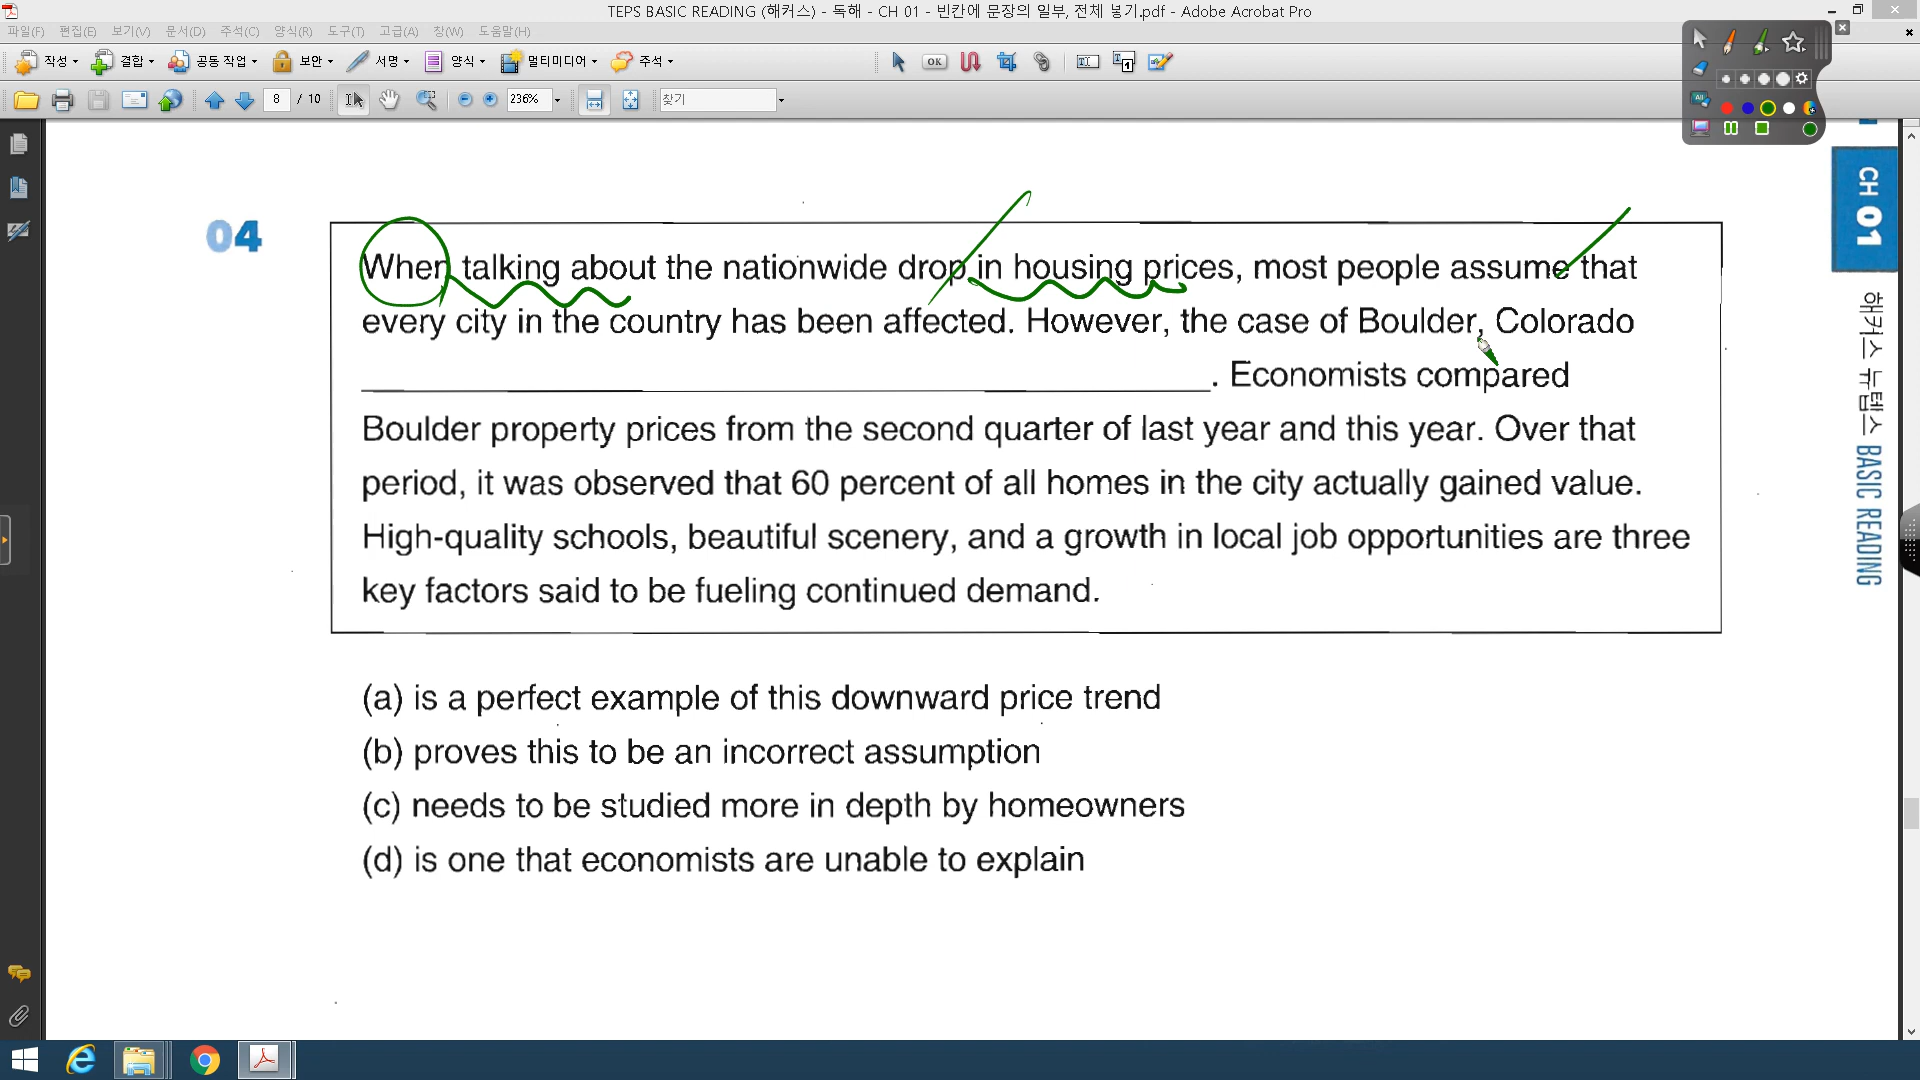 TEPS BASIC READING (해커스) - 독해 - CH 01 - 빈칸에 문장의 일부, 전체 넣기.pdf - Adobe Acrobat Pro
파일(F) 편집(E) 보기(V) 문서(D) 주석(C) 양식(R) 도구(T) 고급(A) 창(W) 도움말(H)
작성 결합 공동 작업 보안 서명 양식 멀티미디어 주석 OK
8 / 10 236% 찾기
All
CH 01
해커스 뉴텝스 BASIC READING
04
When talking about the nationwide drop in housing prices, most people assume that
every city in the country has been affected. However, the case of Boulder, Colorado
. Economists compared
Boulder property prices from the second quarter of last year and this year. Over that
period, it was observed that 60 percent of all homes in the city actually gained value.
High-quality schools, beautiful scenery, and a growth in local job opportunities are three
key factors said to be fueling continued demand.
(a) is a perfect example of this downward price trend
(b) proves this to be an incorrect assumption
(c) needs to be studied more in depth by homeowners
(d) is one that economists are unable to explain